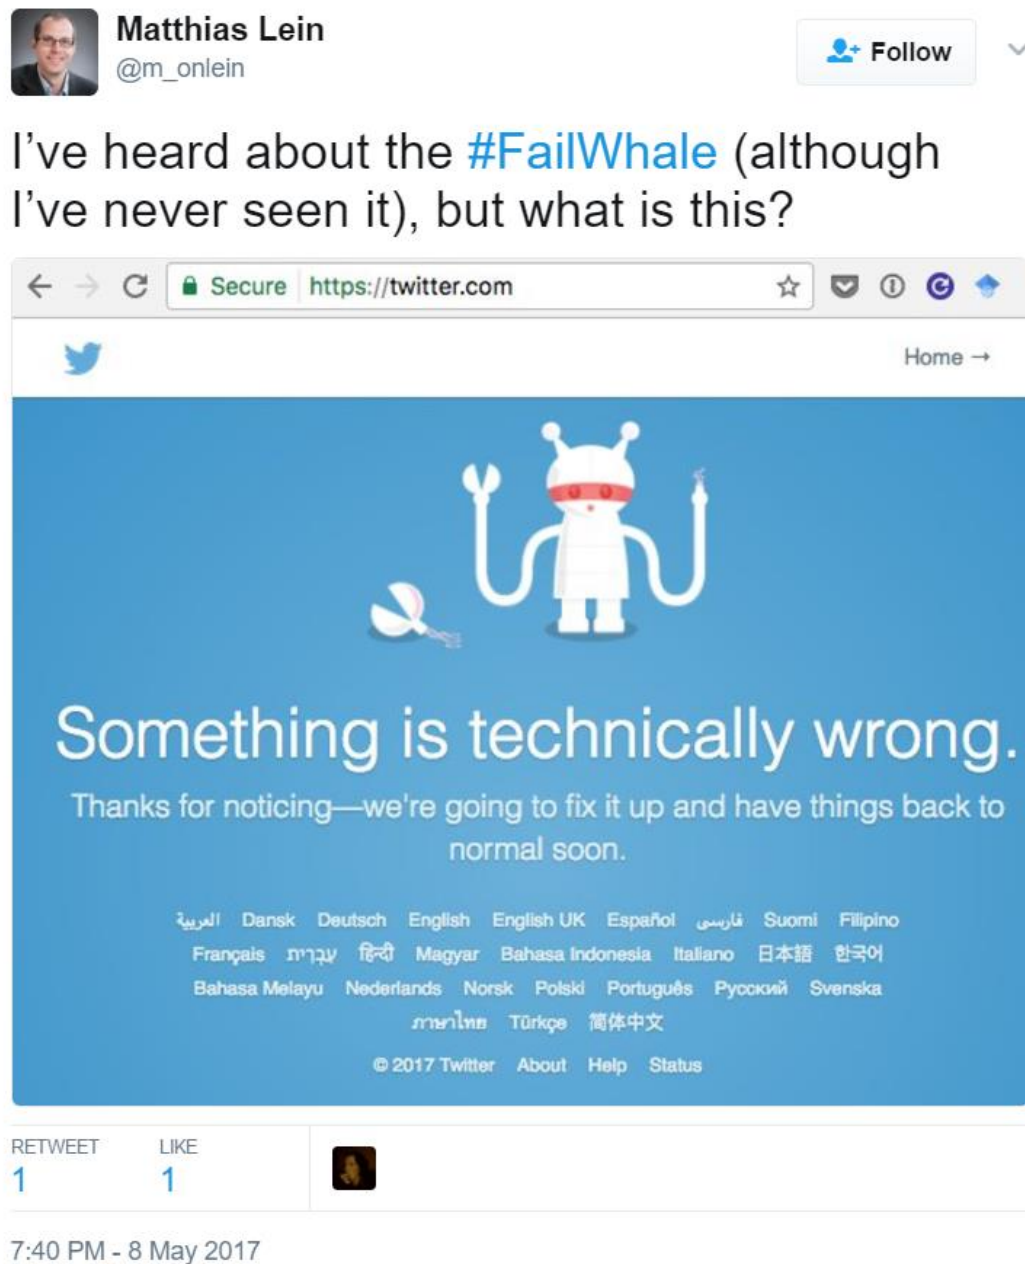 Matthias Lein
@m_onlein
Follow
I've heard about the #FailWhale (although
I've never seen it), but what is this?
Secure https://twitter.com
Home →
Something is technically wrong.
Thanks for noticing—we're going to fix it up and have things back to
normal soon.
العربية Dansk Deutsch English English UK Español فارسی Suomi Filipino
Français עברית हिन्दी Magyar Bahasa Indonesia Italiano 日本語 한국어
Bahasa Melayu Nederlands Norsk Polski Português Русский Svenska
ภาษาไทย Türkçe 简体中文
© 2017 Twitter About Help Status
RETWEET LIKE
1 1
7:40 PM - 8 May 2017